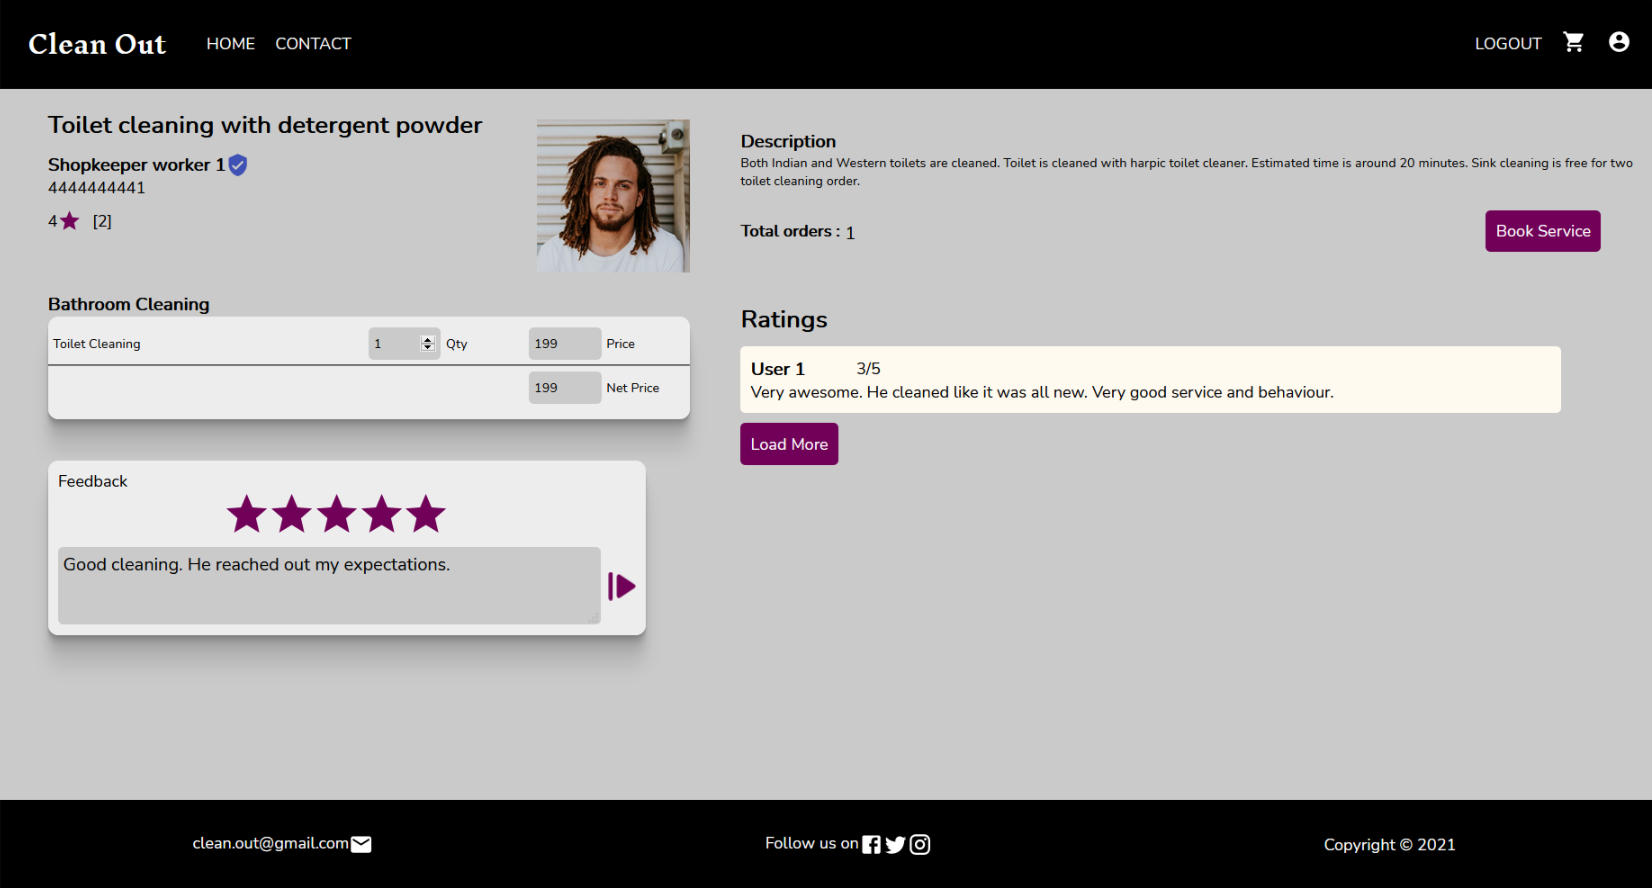 Clean Out
HOME
CONTACT
LOGOUT
Toilet cleaning with detergent powder
Shopkeeper worker 1
4444444441
4 [2]
Bathroom Cleaning
Toilet Cleaning 1 Qty 199 Price
199 Net Price
Feedback
Good cleaning. He reached out my expectations.
Description
Both Indian and Western toilets are cleaned. Toilet is cleaned with harpic toilet cleaner. Estimated time is around 20 minutes. Sink cleaning is free for two
toilet cleaning order.
Total orders : 1
Book Service
Ratings
User 1 3/5
Very awesome. He cleaned like it was all new. Very good service and behaviour.
Load More
clean.out@gmail.com
Follow us on
Copyright © 2021